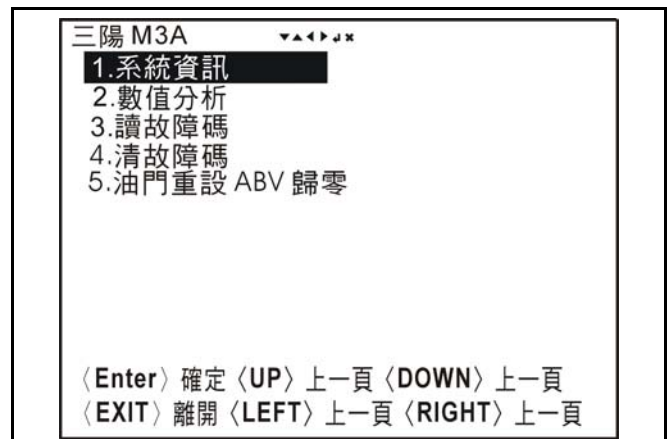 三陽 M3A ▼▲◀▶↲✖
1.系統資訊
2.數值分析
3.讀故障碼
4.清故障碼
5.油門重設 ABV 歸零
〈Enter〉確定〈UP〉上一頁〈DOWN〉上一頁
〈EXIT〉離開〈LEFT〉上一頁〈RIGHT〉上一頁